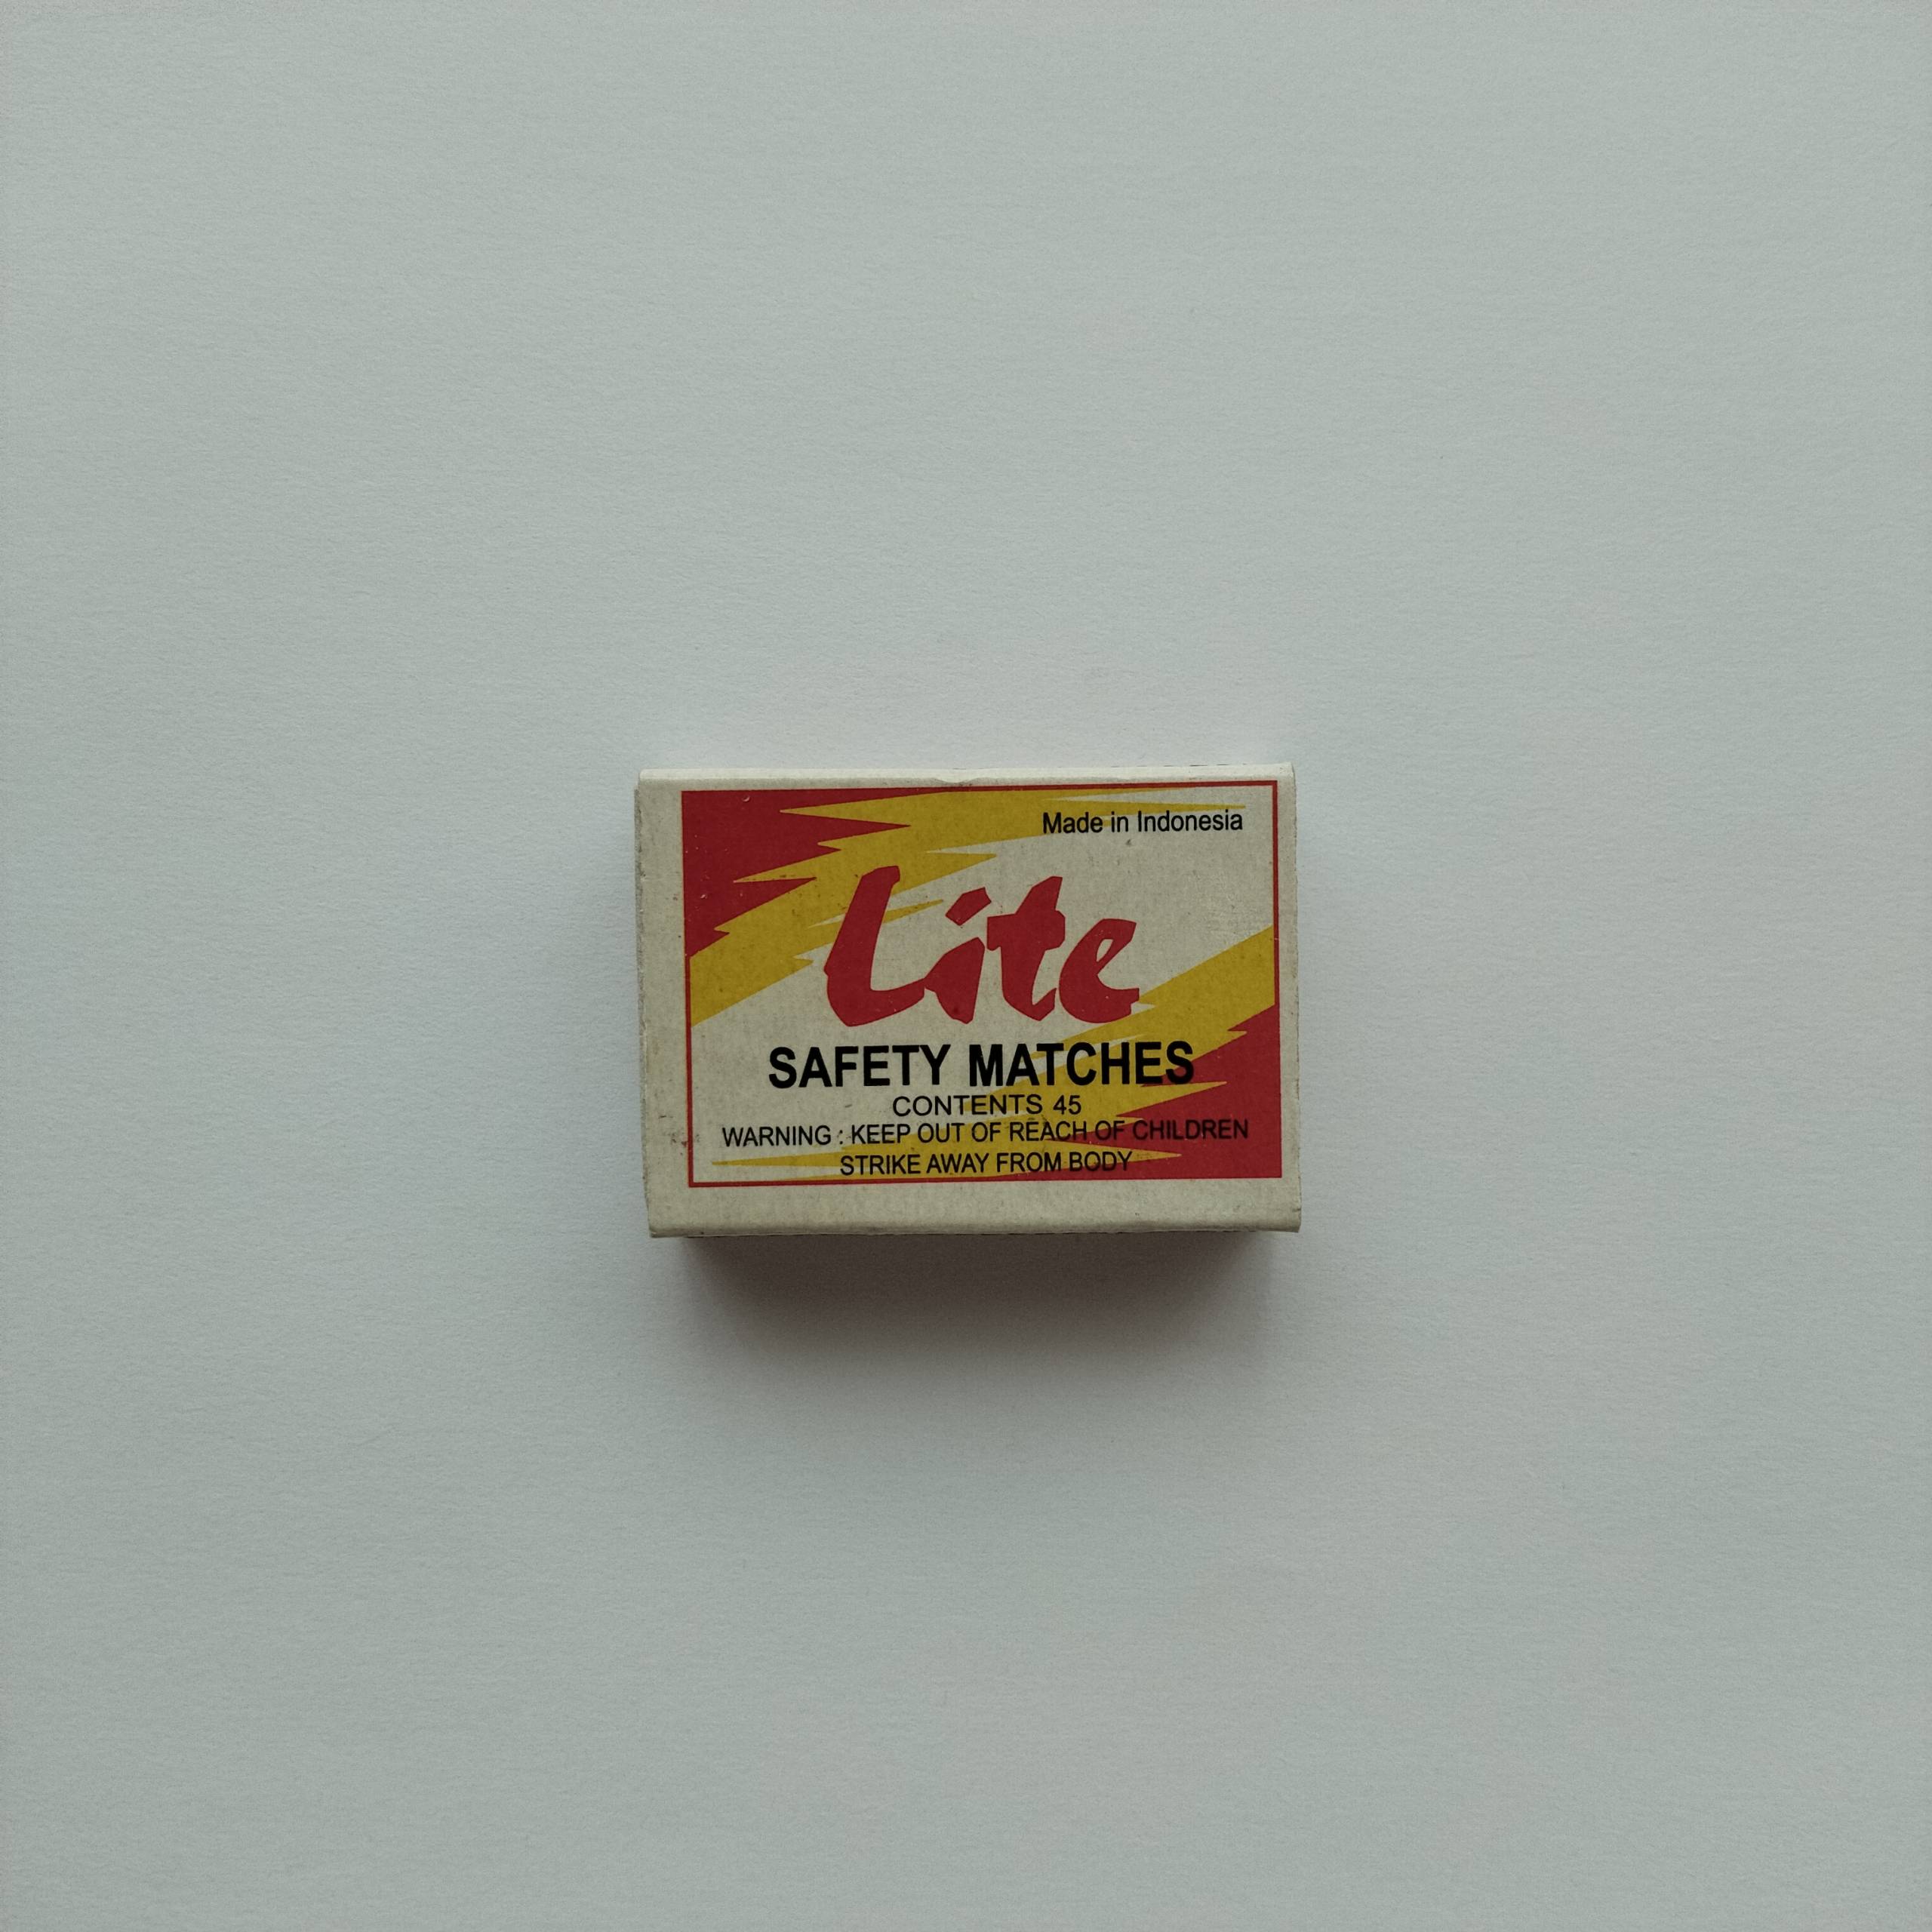 Made in Indonesia
Lite
SAFETY MATCHES
CONTENTS 45
WARNING : KEEP OUT OF REACH OF CHILDREN
STRIKE AWAY FROM BODY